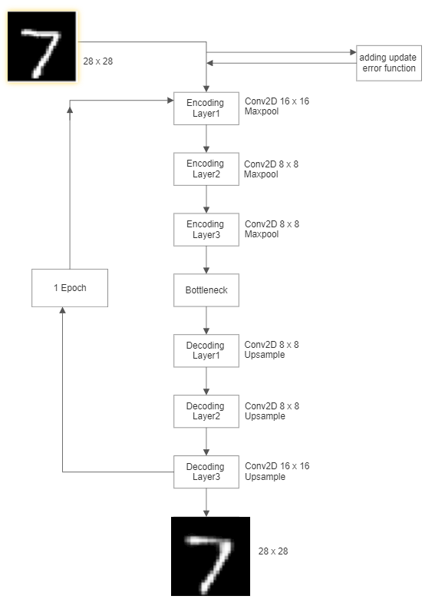 28 x 28
adding update
error function
Encoding
Layer1
Conv2D 16 x 16
Maxpool
Encoding
Layer2
Conv2D 8 x 8
Maxpool
Encoding
Layer3
Conv2D 8 x 8
Maxpool
1 Epoch
Bottleneck
Decoding
Layer1
Conv2D 8 x 8
Upsample
Decoding
Layer2
Conv2D 8 x 8
Upsample
Decoding
Layer3
Conv2D 16 x 16
Upsample
7
28 x 28